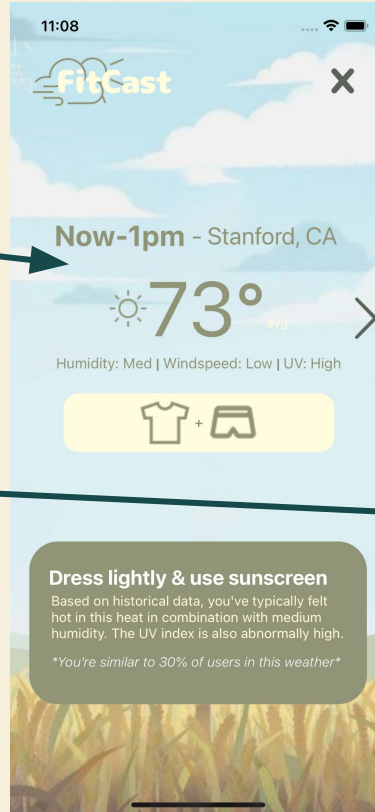 11:08
FitCast
Now-1pm - Stanford, CA
73°
avg
Humidity: Med | Windspeed: Low | UV: High
+
Dress lightly & use sunscreen
Based on historical data, you've typically felt
hot in this heat in combination with medium
humidity. The UV index is also abnormally high.
*You're similar to 30% of users in this weather*